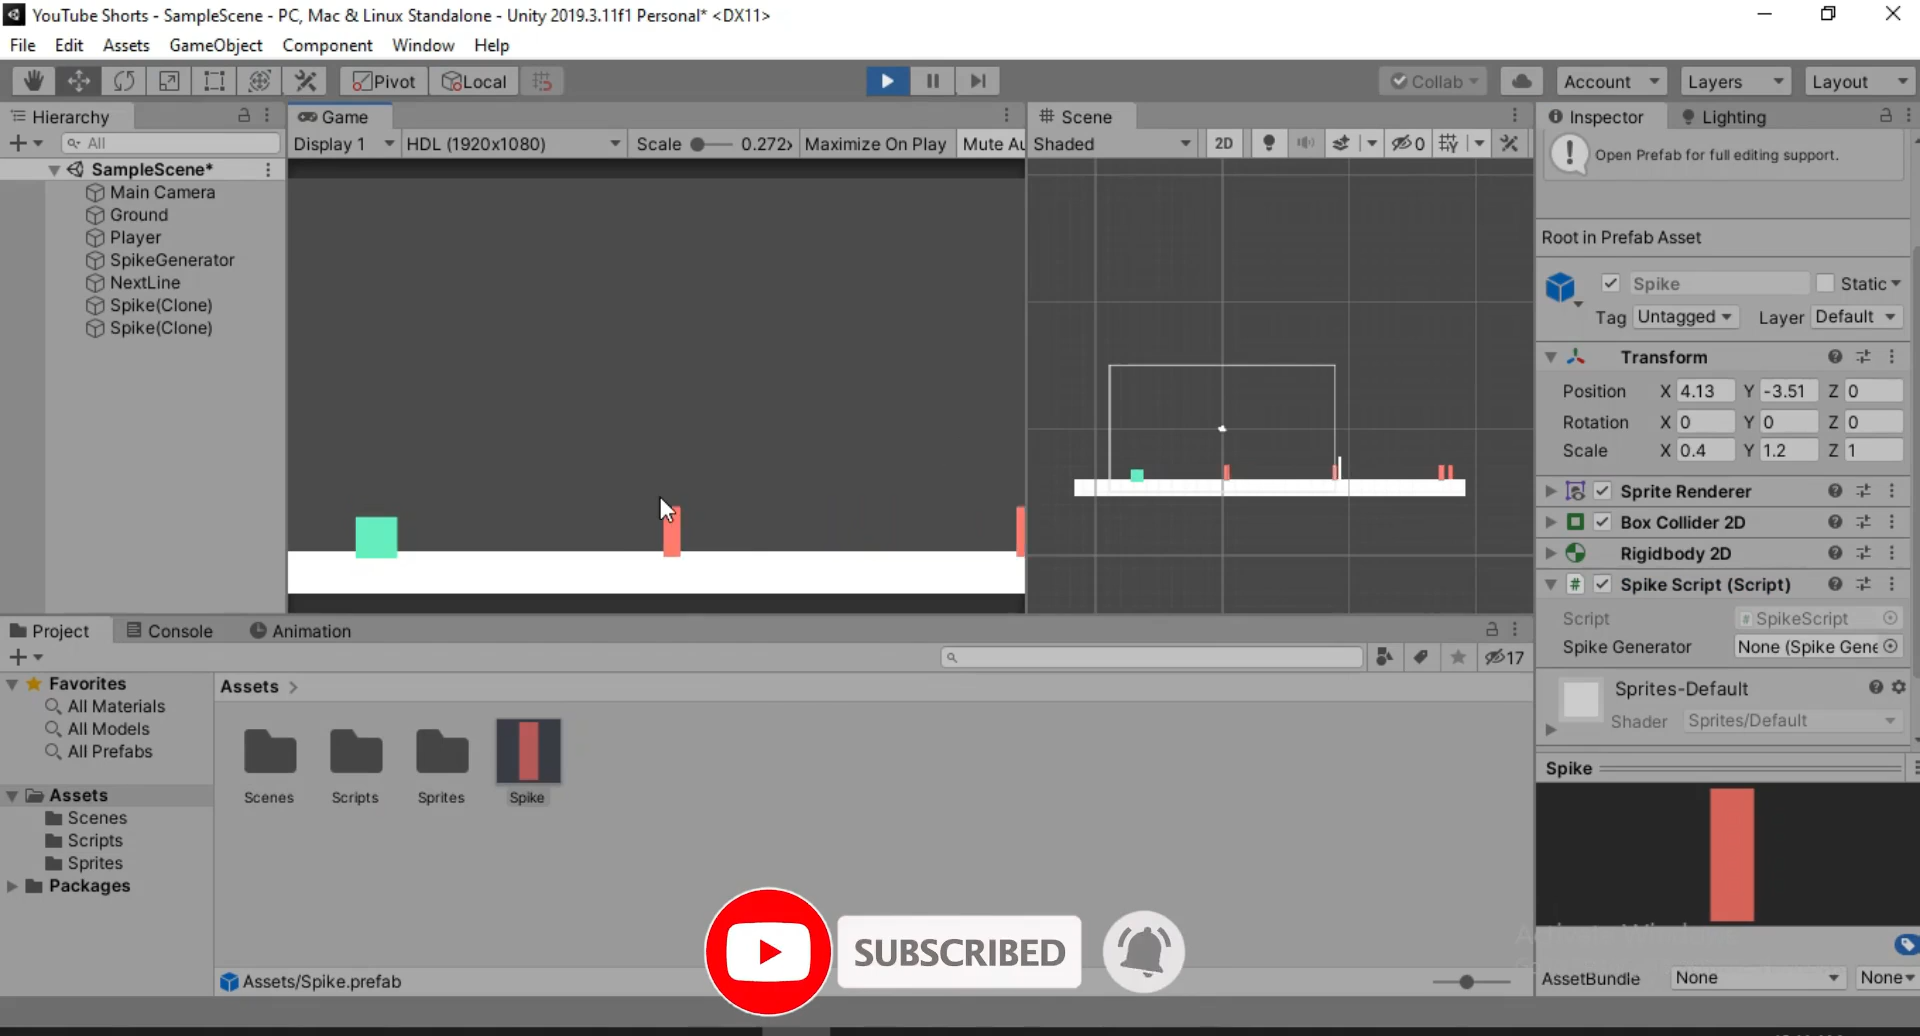 YouTube Shorts - SampleScene - PC, Mac & Linux Standalone - Unity 2019.3.11f1 Personal* <DX11>
File Edit Assets GameObject Component Window Help
Pivot Local Collab Account Layers Layout
Hierarchy Game Scene Inspector Lighting
All Display 1 HDL (1920x1080) Scale 0.272x Maximize On Play Mute Au Shaded 2D 0
Open Prefab for full editing support.
SampleScene*
Main Camera
Ground
Player
SpikeGenerator
NextLine
Spike(Clone)
Spike(Clone)
Root in Prefab Asset
Spike Static
Tag Untagged Layer Default
Transform
Position X 4.13 Y -3.51 Z 0
Rotation X 0 Y 0 Z 0
Scale X 0.4 Y 1.2 Z 1
Sprite Renderer
Box Collider 2D
Rigidbody 2D
Spike Script (Script)
Script SpikeScript
Spike Generator None (Spike Gene
Sprites-Default
Shader Sprites/Default
Project Console Animation
17
Favorites
All Materials
All Models
All Prefabs
Assets
Scenes
Scripts
Sprites
Packages
Assets
Scenes Scripts Sprites Spike
Assets/Spike.prefab
SUBSCRIBED
Spike
AssetBundle None None